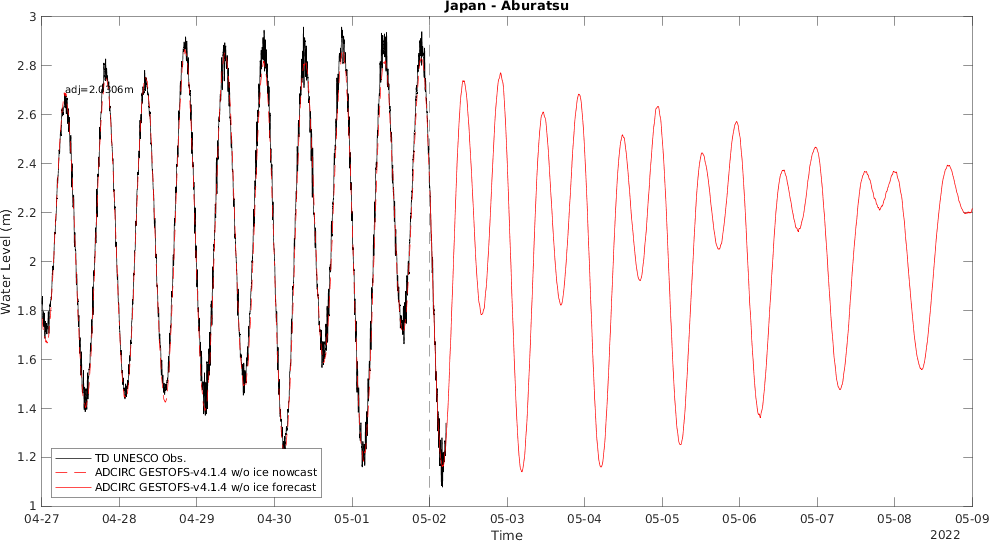 Japan - Aburatsu
3
2.8
2.6
2.4
2.2
2
1.8
1.6
1.4
1.2
1
Water Level (m)
adj=2.0306m
TD UNESCO Obs.
ADCIRC GESTOFS-v4.1.4 w/o ice nowcast
ADCIRC GESTOFS-v4.1.4 w/o ice forecast
04-27 04-28 04-29 04-30 05-01 05-02 05-03 05-04 05-05 05-06 05-07 05-08 05-09
Time
2022